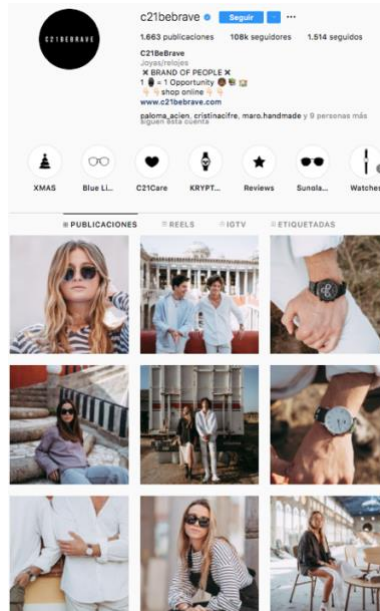 c21bebrave Seguir ...
C21BEBRAVE
1.663 publicaciones 108k seguidores 1.514 seguidos
C21BeBrave
Joyas/relojes
✖ BRAND OF PEOPLE ✖
1 = 1 Opportunity
shop online
www.c21bebrave.com
paloma_acien, cristinacifre, maro.handmade y 9 personas más
siguen esta cuenta
XMAS Blue Li... C21Care KRYPT... Reviews Sunola... Watches
PUBLICACIONES REELS IGTV ETIQUETADAS